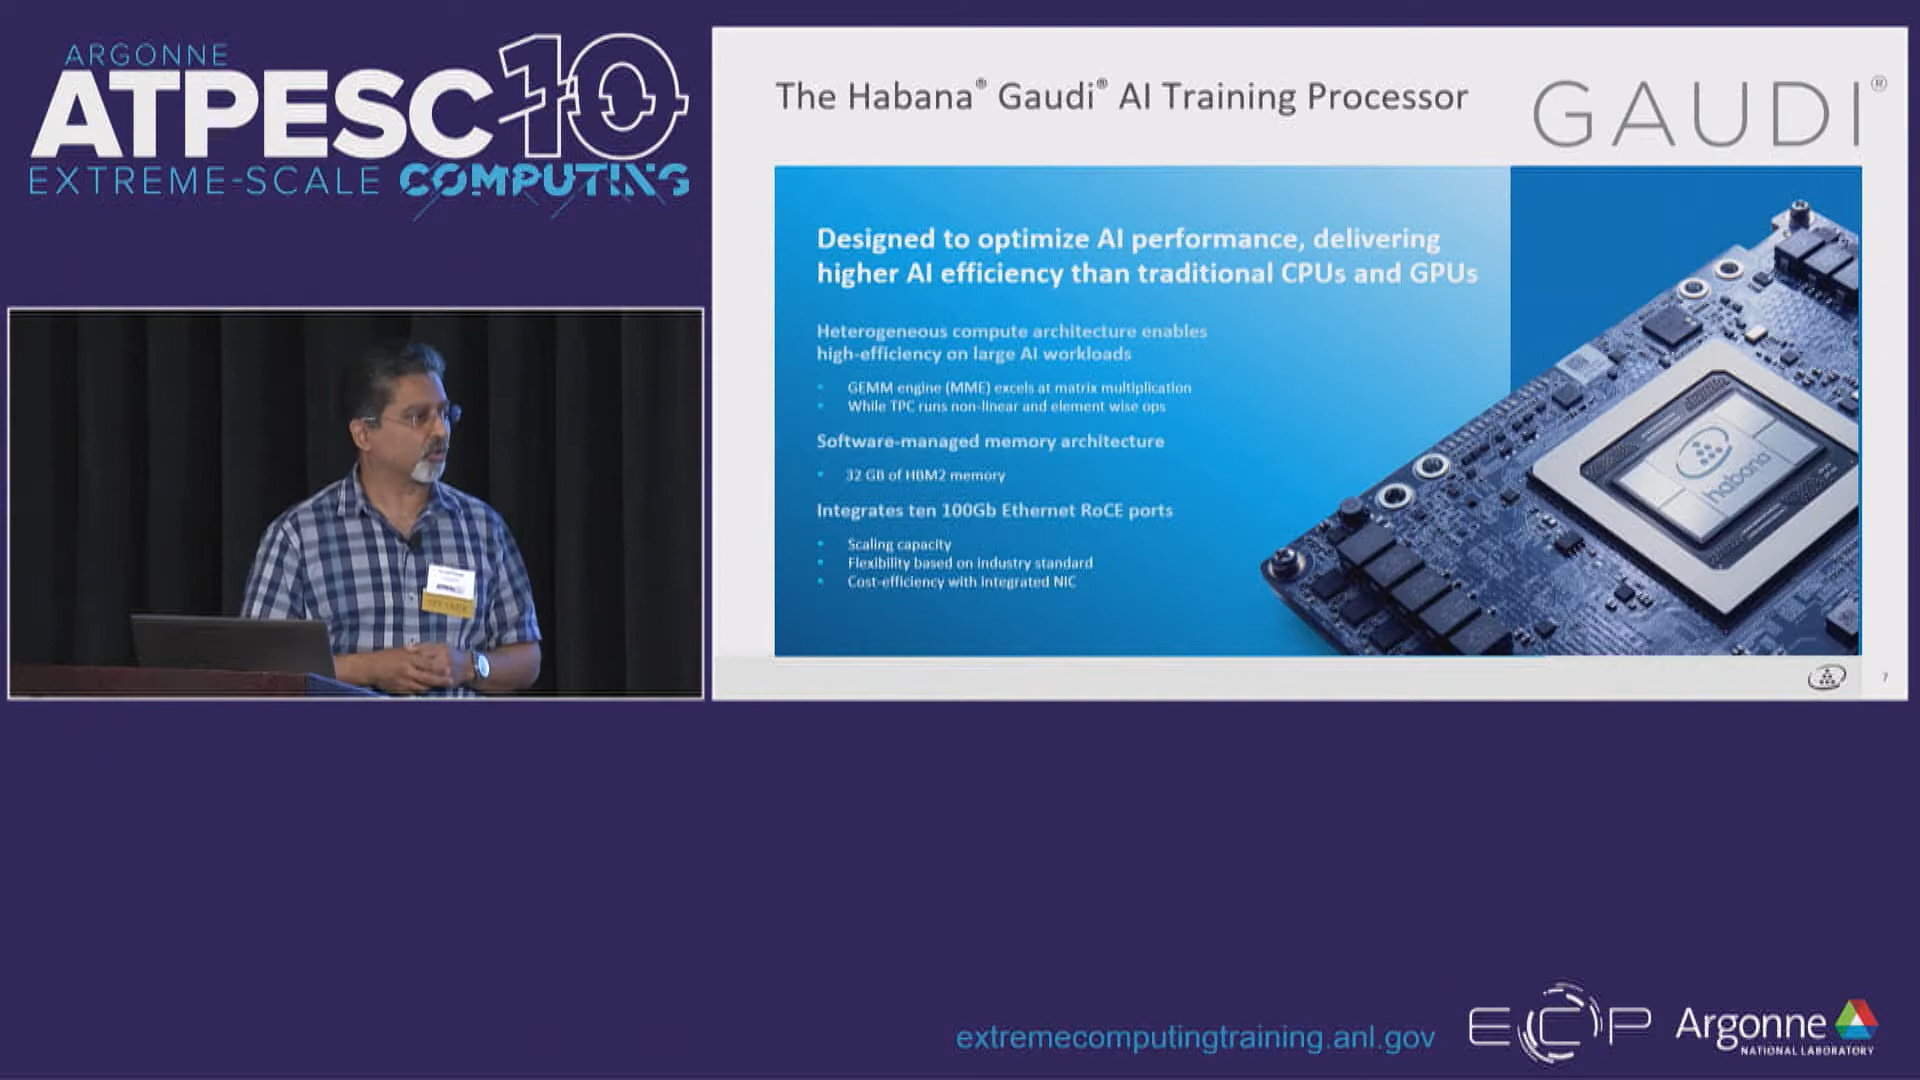 ARGONNE
ATPESC10
EXTREME-SCALE COMPUTING
The Habana® Gaudi® AI Training Processor
GAUDI®
Designed to optimize AI performance, delivering
higher AI efficiency than traditional CPUs and GPUs
Heterogeneous compute architecture enables
high-efficiency on large AI workloads
• GEMM engine (MME) excels at matrix multiplication
• While TPC runs non-linear and element wise ops
Software-managed memory architecture
• 32 GB of HBM2 memory
Integrates ten 100Gb Ethernet RoCE ports
• Scaling capacity
• Flexibility based on industry standard
• Cost-efficiency with integrated NIC
habana
7
SPEAKER
extremecomputingtraining.anl.gov
ECP
Argonne
NATIONAL LABORATORY